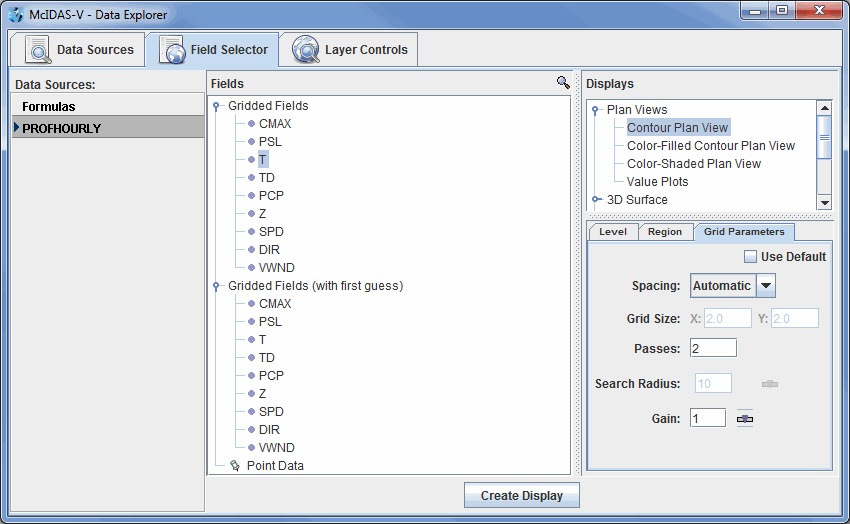 McIDAS-V - Data Explorer
Data Sources
Field Selector
Layer Controls
Data Sources:
Formulas
PROFHOURLY
Fields
Gridded Fields
CMAX
PSL
T
TD
PCP
Z
SPD
DIR
VWND
Gridded Fields (with first guess)
CMAX
PSL
T
TD
PCP
Z
SPD
DIR
VWND
Point Data
Displays
Plan Views
Contour Plan View
Color-Filled Contour Plan View
Color-Shaded Plan View
Value Plots
3D Surface
Level Region Grid Parameters
Use Default
Spacing: Automatic
Grid Size: X: 2.0 Y: 2.0
Passes: 2
Search Radius: 10
Gain: 1
Create Display